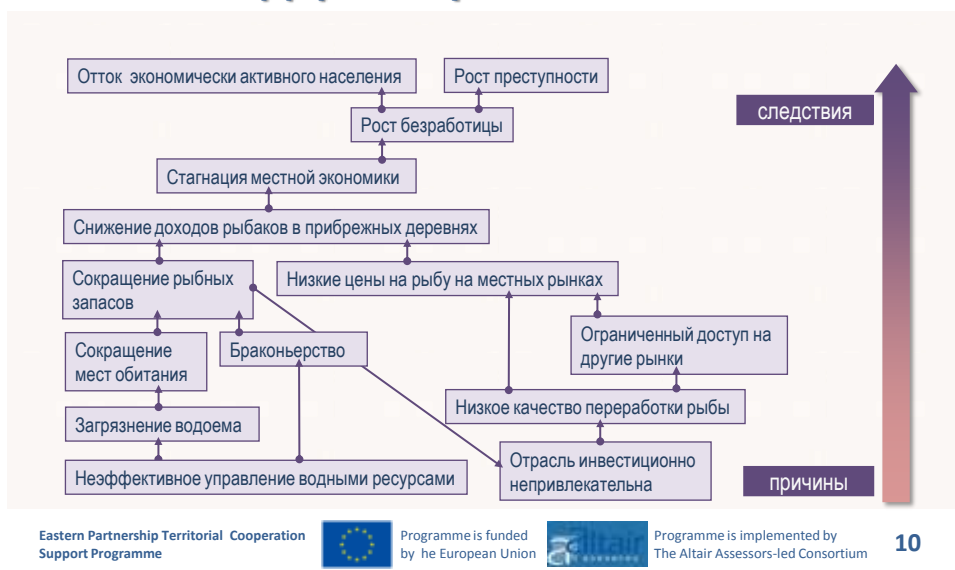 Отток экономически активного населения
Рост преступности
следствия
Рост безработицы
Стагнация местной экономики
Снижение доходов рыбаков в прибрежных деревнях
Сокращение рыбных
запасов
Низкие цены на рыбу на местных рынках
Ограниченный доступ на
другие рынки
Сокращение
мест обитания
Браконьерство
Низкое качество переработки рыбы
Загрязнение водоема
Неэффективное управление водными ресурсами
Отрасль инвестиционно
непривлекательна
причины
Eastern Partnership Territorial Cooperation
Support Programme
Programme is funded
by he European Union
altair
Programme is implemented by
The Altair Assessors-led Consortium
10